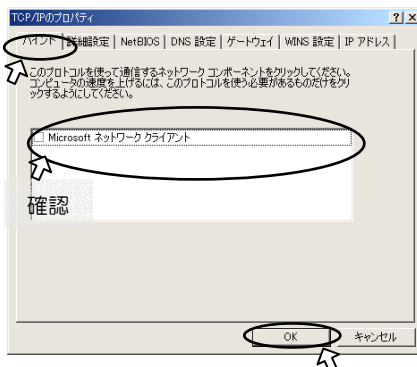 TCP/IPのプロパティ
バインド 詳細設定 NetBIOS DNS 設定 ゲートウェイ WINS 設定 IP アドレス
このプロトコルを使って通信するネットワーク コンポーネントをクリックしてください。
コンピュータの速度を上げるには、このプロトコルを使う必要があるものだけをクリ
ックするようにしてください。
Microsoft ネットワーク クライアント
確認
OK キャンセル